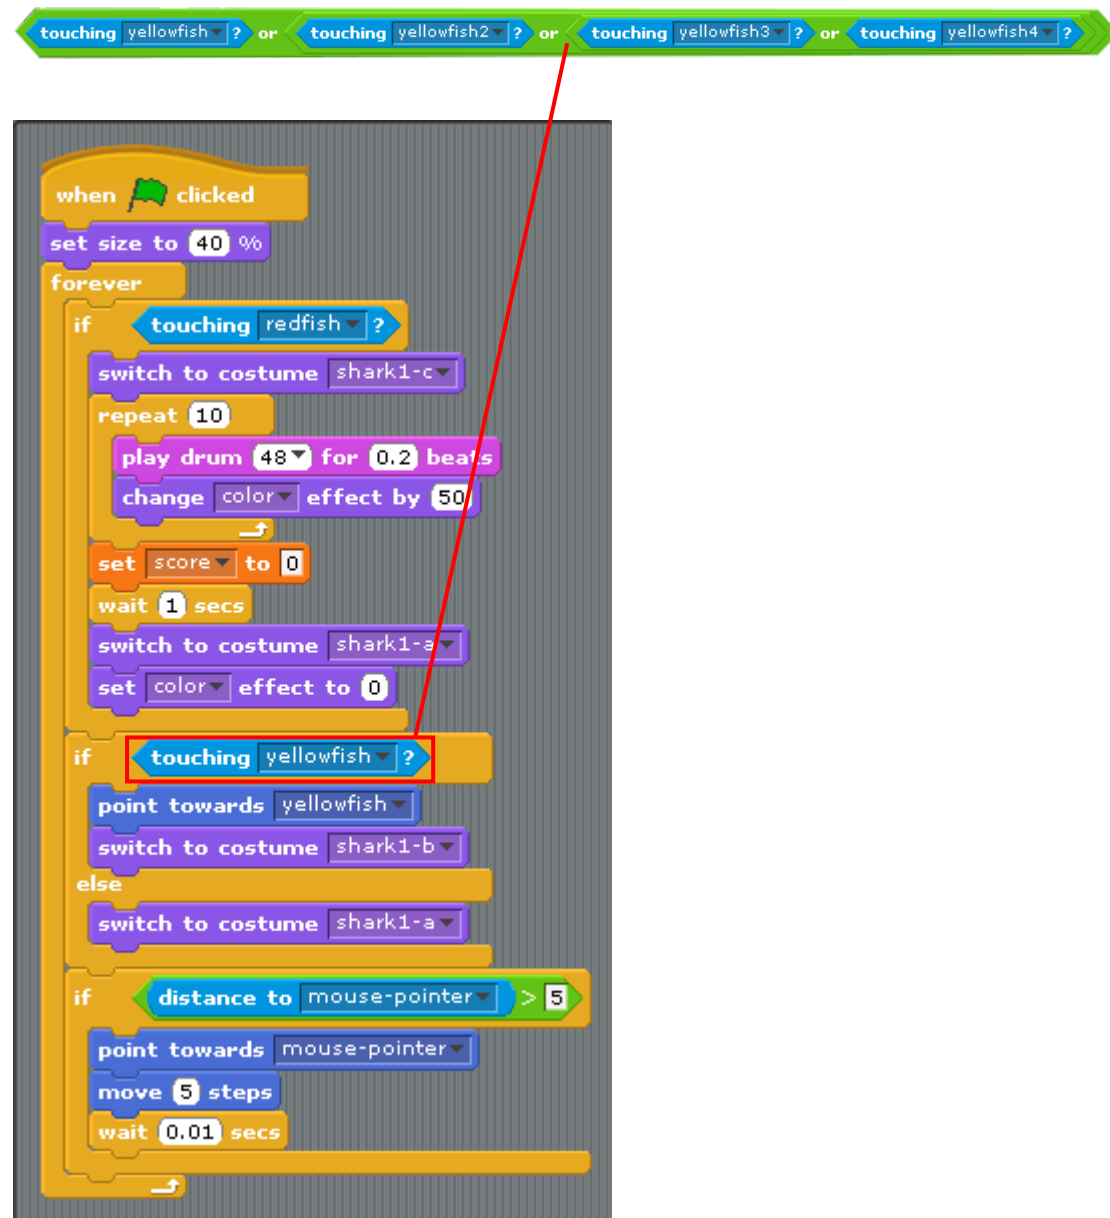 touching yellowfish ? or touching yellowfish2 ? or touching yellowfish3 ? or touching yellowfish4 ?
when clicked
set size to 40 %
forever
if touching redfish ?
switch to costume shark1-c
repeat 10
play drum 48 for 0.2 beats
change color effect by 50
set score to 0
wait 1 secs
switch to costume shark1-a
set color effect to 0
if touching yellowfish ?
point towards yellowfish
switch to costume shark1-b
else
switch to costume shark1-a
if distance to mouse-pointer > 5
point towards mouse-pointer
move 5 steps
wait 0.01 secs